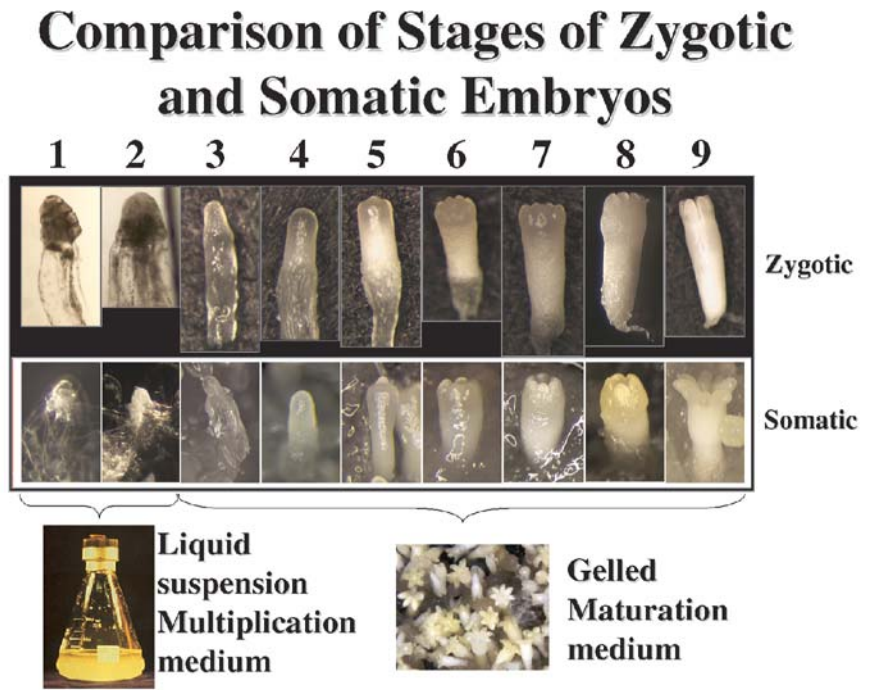 Comparison of Stages of Zygotic
and Somatic Embryos
1 2 3 4 5 6 7 8 9
Zygotic
Somatic
Liquid
suspension
Multiplication
medium
Gelled
Maturation
medium